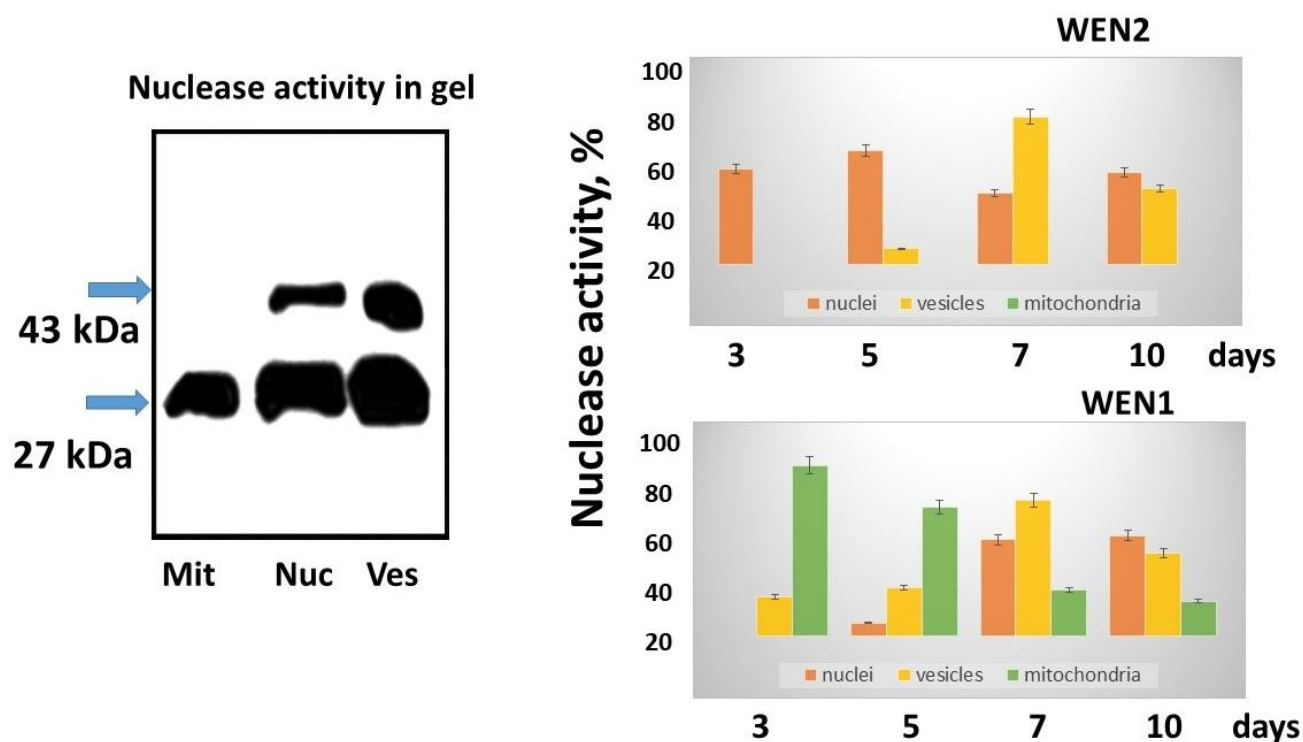 Nuclease activity in gel
43 kDa
27 kDa
Mit Nuc Ves
Nuclease activity, %
WEN2
100
80
60
40
20
nuclei vesicles mitochondria
3 5 7 10 days
WEN1
100
80
60
40
20
nuclei vesicles mitochondria
3 5 7 10 days